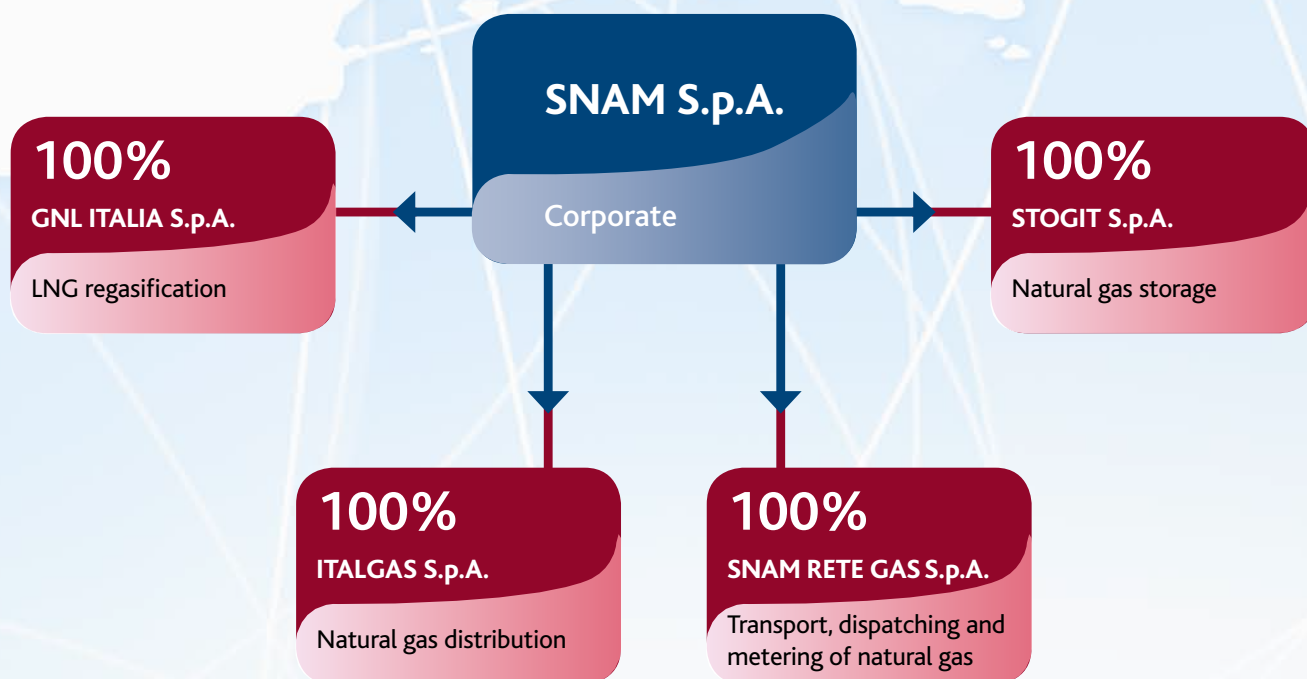 SNAM S.p.A.
Corporate
100%
GNL ITALIA S.p.A.
LNG regasification
100%
STOGIT S.p.A.
Natural gas storage
100%
ITALGAS S.p.A.
Natural gas distribution
100%
SNAM RETE GAS S.p.A.
Transport, dispatching and
metering of natural gas